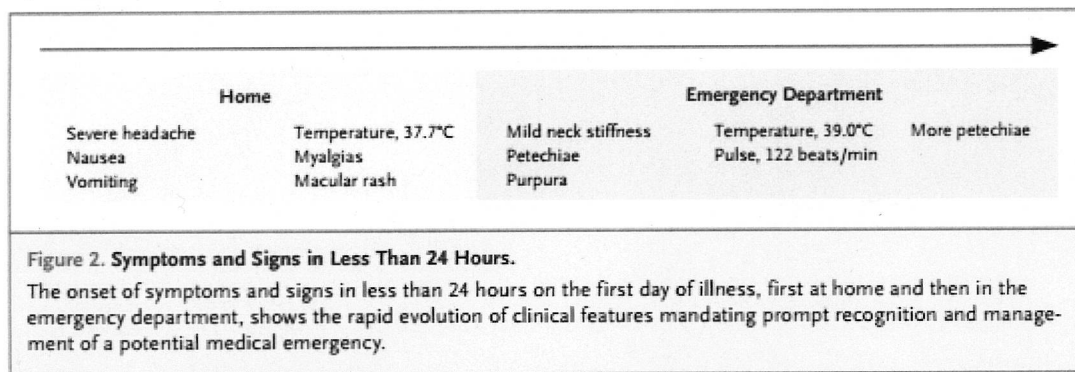 Home
Emergency Department
Severe headache Temperature, 37.7°C Mild neck stiffness Temperature, 39.0°C More petechiae
Nausea Myalgias Petechiae Pulse, 122 beats/min
Vomiting Macular rash Purpura
Figure 2. Symptoms and Signs in Less Than 24 Hours.
The onset of symptoms and signs in less than 24 hours on the first day of illness, first at home and then in the
emergency department, shows the rapid evolution of clinical features mandating prompt recognition and manage-
ment of a potential medical emergency.